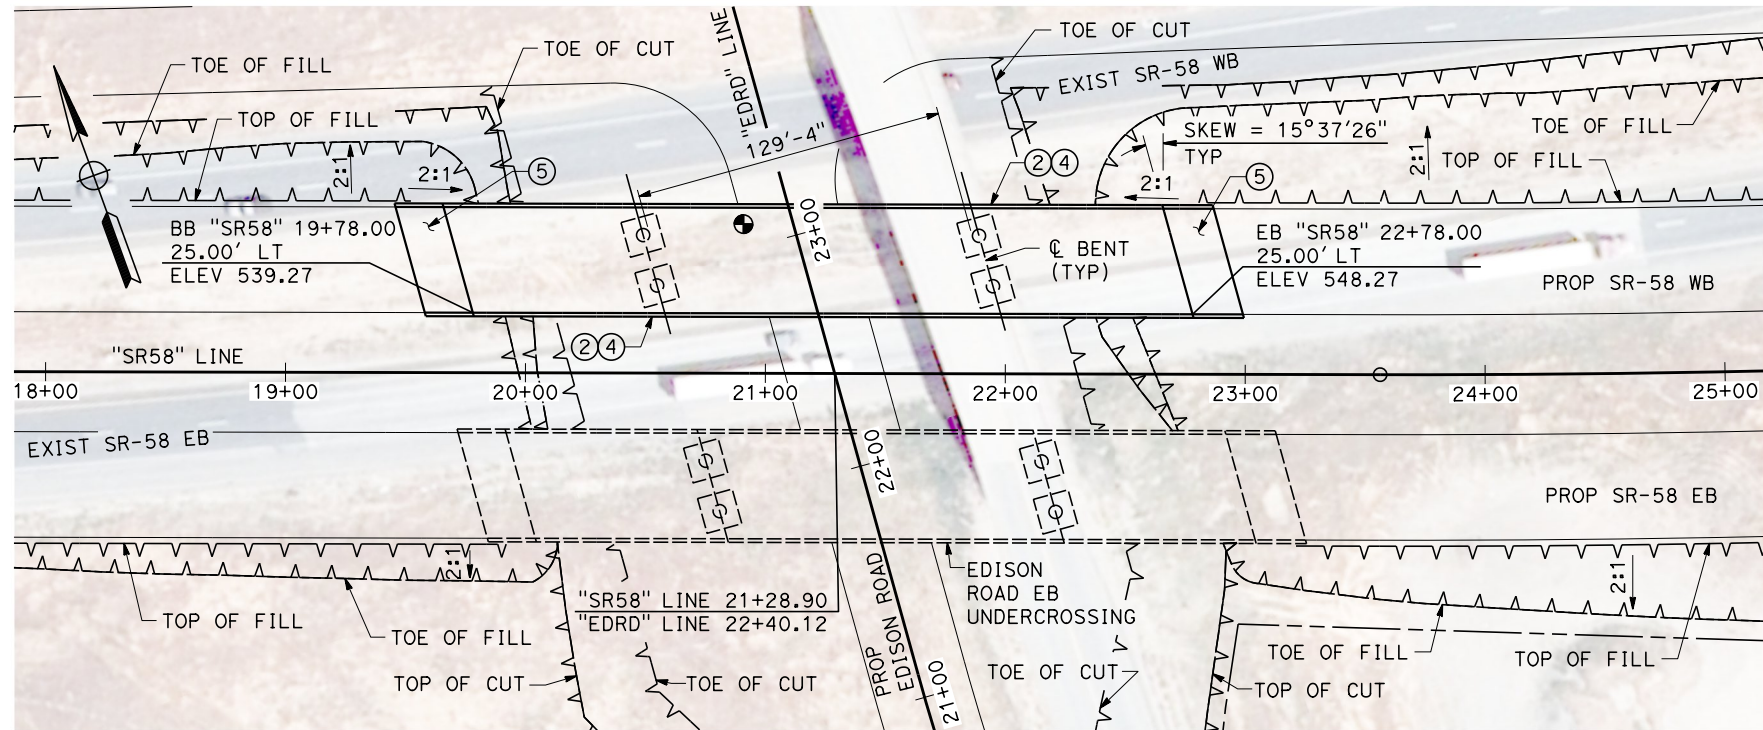 TOE OF CUT
"EDRD" LINE
TOE OF CUT
TOE OF FILL
EXIST SR-58 WB
TOP OF FILL
129'-4"
SKEW = 15°37'26"
TYP
TOE OF FILL
TOP OF FILL
2:1
2:1
5
2 4
2:1
5
2:1
BB "SR58" 19+78.00
25.00' LT
ELEV 539.27
23+00
℄ BENT
(TYP)
EB "SR58" 22+78.00
25.00' LT
ELEV 548.27
PROP SR-58 WB
2 4
"SR58" LINE
18+00
19+00
20+00
21+00
22+00
23+00
24+00
25+00
EXIST SR-58 EB
22+00
PROP SR-58 EB
2:1
2:1
EDISON
ROAD EB
UNDERCROSSING
"SR58" LINE 21+28.90
"EDRD" LINE 22+40.12
TOP OF FILL
TOE OF FILL
PROP
EDISON ROAD
TOE OF FILL
TOP OF FILL
TOP OF CUT
TOE OF CUT
TOE OF CUT
TOP OF CUT
21+00